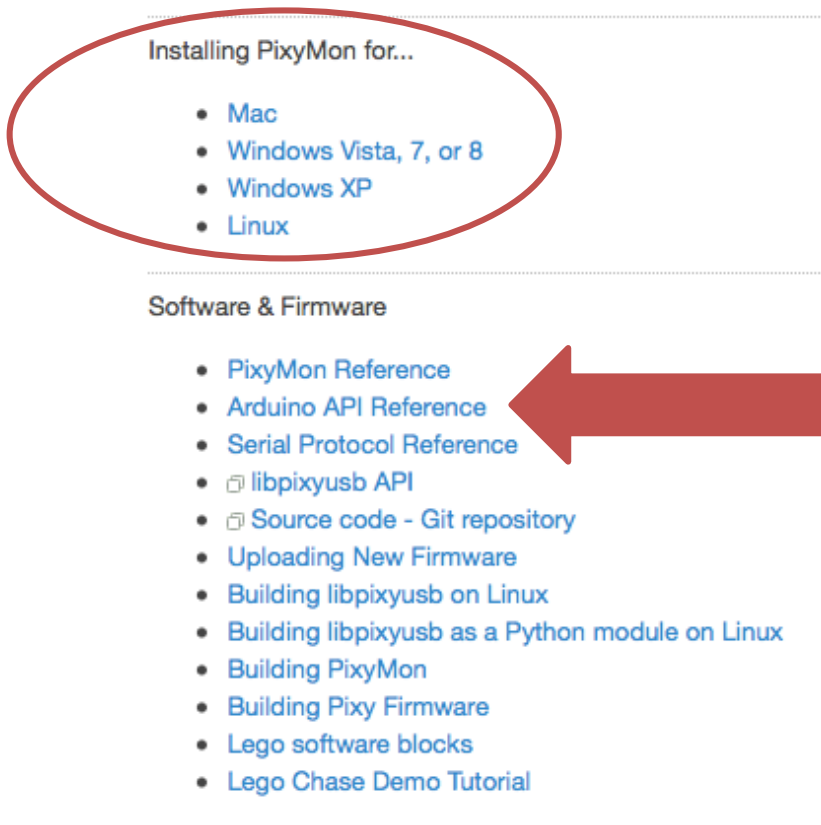 Installing PixyMon for...
Mac
Windows Vista, 7, or 8
Windows XP
Linux
Software & Firmware
PixyMon Reference
Arduino API Reference
Serial Protocol Reference
libpixyusb API
Source code - Git repository
Uploading New Firmware
Building libpixyusb on Linux
Building libpixyusb as a Python module on Linux
Building PixyMon
Building Pixy Firmware
Lego software blocks
Lego Chase Demo Tutorial